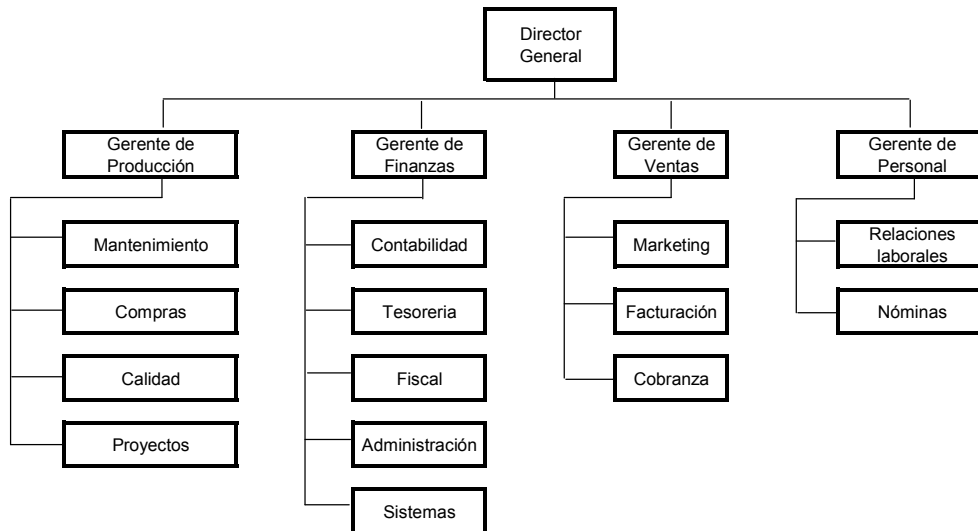 Director
General
Gerente de
Producción
Gerente de
Finanzas
Gerente de
Ventas
Gerente de
Personal
Mantenimiento
Contabilidad
Marketing
Relaciones
laborales
Compras
Tesoreria
Facturación
Nóminas
Calidad
Fiscal
Cobranza
Proyectos
Administración
Sistemas